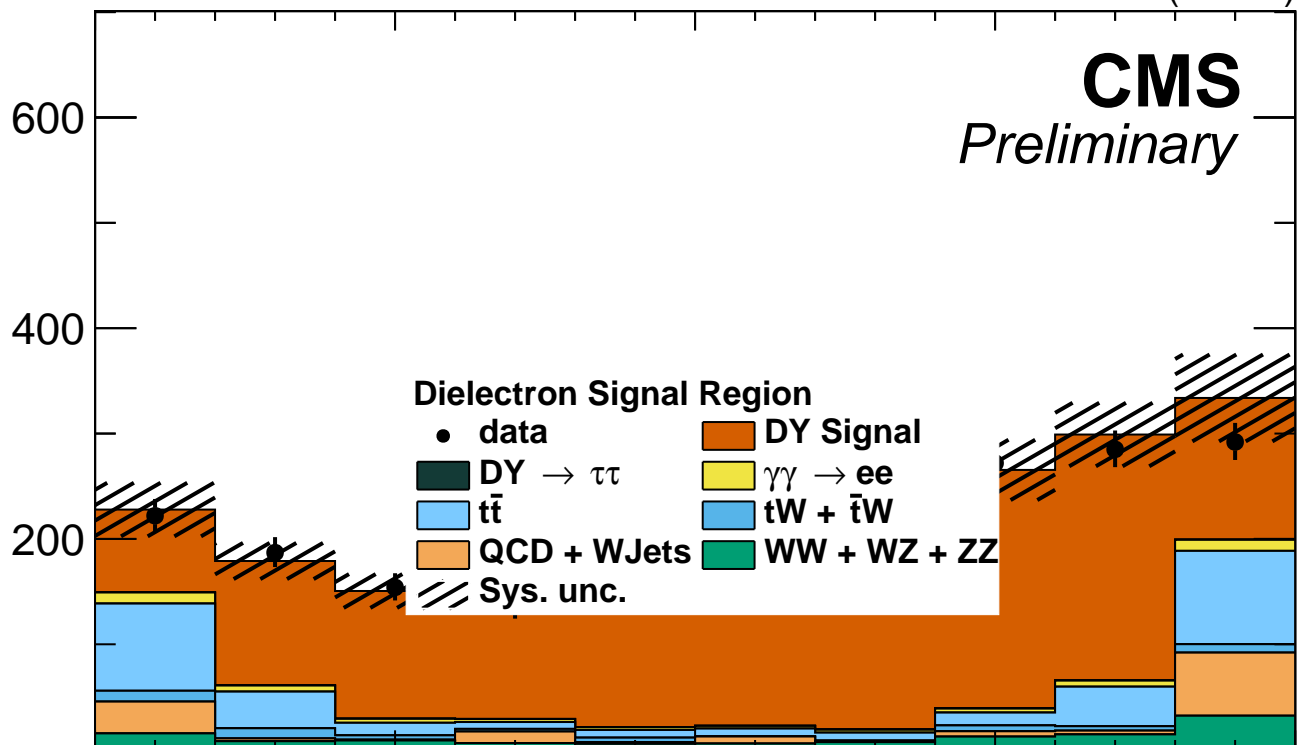 CMS
Preliminary
600
400
200
Dielectron Signal Region
data DY Signal
DY → ττ γγ → ee
tt̄ tW + t̄W
QCD + WJets WW + WZ + ZZ
Sys. unc.